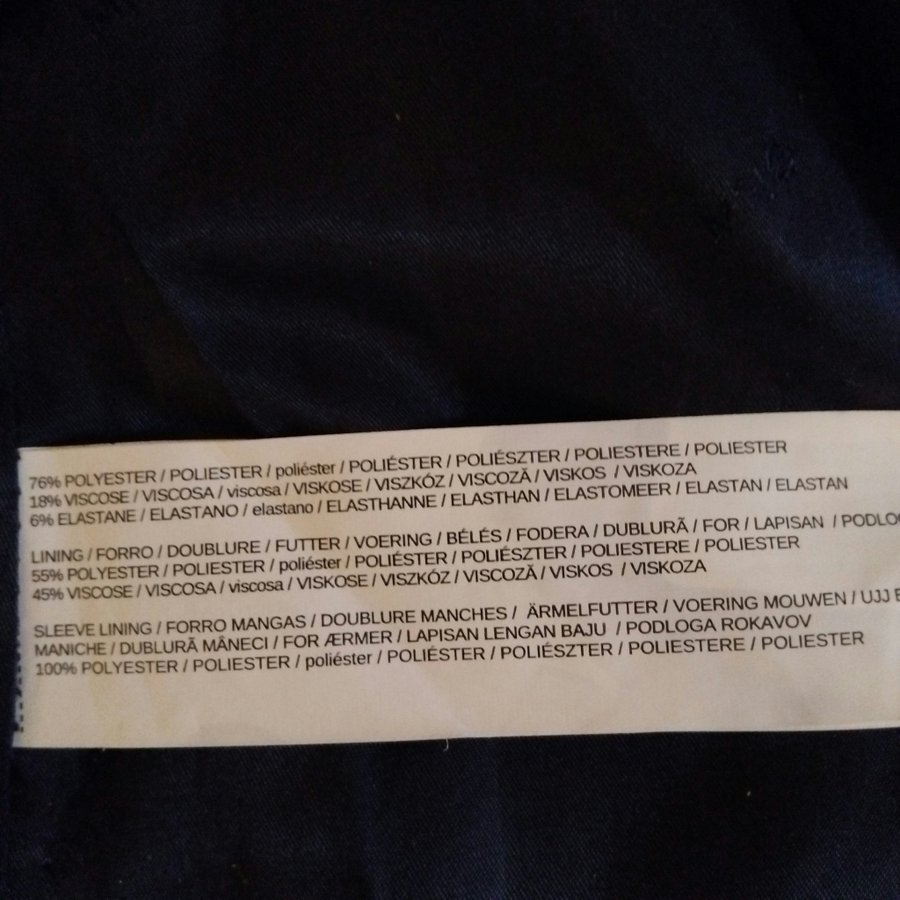 76% POLYESTER / POLIESTER / poliéster / POLIÉSTER / POLIÉSZTER / POLIESTERE / POLIESTER
18% VISCOSE / VISCOSA / viscosa / VISKOSE / VISZKÓZ / VISCOZĂ / VISKOS / VISKOZA
6% ELASTANE / ELASTANO / elastano / ELASTHANNE / ELASTHAN / ELASTOMEER / ELASTAN / ELASTAN
LINING / FORRO / DOUBLURE / FUTTER / VOERING / BÉLÉS / FODERA / DUBLURĂ / FOR / LAPISAN / PODLO
55% POLYESTER / POLIESTER / poliéster / POLIÉSTER / POLIÉSZTER / POLIESTERE / POLIESTER
45% VISCOSE / VISCOSA / viscosa / VISKOSE / VISZKÓZ / VISCOZĂ / VISKOS / VISKOZA
SLEEVE LINING / FORRO MANGAS / DOUBLURE MANCHES / ÄRMELFUTTER / VOERING MOUWEN / UJJ
MANICHE / DUBLURĂ MÂNECI / FOR ÆRMER / LAPISAN LENGAN BAJU / PODLOGA ROKAVOV
100% POLYESTER / POLIESTER / poliéster / POLIÉSTER / POLIÉSZTER / POLIESTERE / POLIESTER